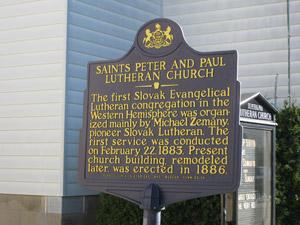 SAINTS PETER AND PAUL
LUTHERAN CHURCH
The first Slovak Evangelical
Lutheran congregation in the
Western Hemisphere was organ-
ized mainly by Michael Zemány,
pioneer Slovak Lutheran. The
first service was conducted
on February 22, 1883. Present
church building, remodeled
later, was erected in 1886.
LUTHERAN CHURCH